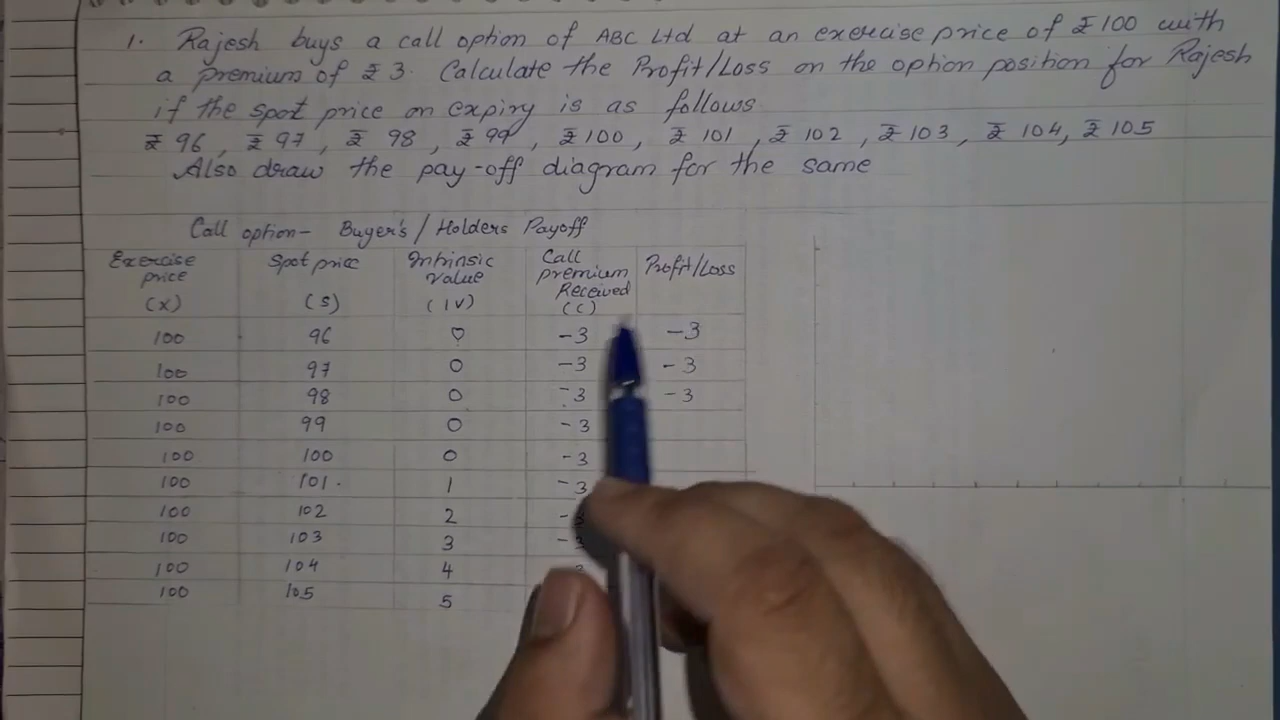 1. Rajesh buys a call option of ABC Ltd at an exercise price of ₹100 with
a premium of ₹3. Calculate the Profit/Loss on the option position for Rajesh
if the spot price on expiry is as follows
₹96, ₹97, ₹98, ₹99, ₹100, ₹101, ₹102, ₹103, ₹104, ₹105
Also draw the pay-off diagram for the same
Call option- Buyer's/Holders Payoff
Exercise price (X) Spot price (S) Intrinsic Value (IV) Call premium Received (C) Profit/Loss
100 96 0 -3 -3
100 97 0 -3 -3
100 98 0 -3 -3
100 99 0 -3
100 100 0 -3
100 101. 1 -3
100 102 2 -3
100 103 3 -3
100 104 4
100 105 5